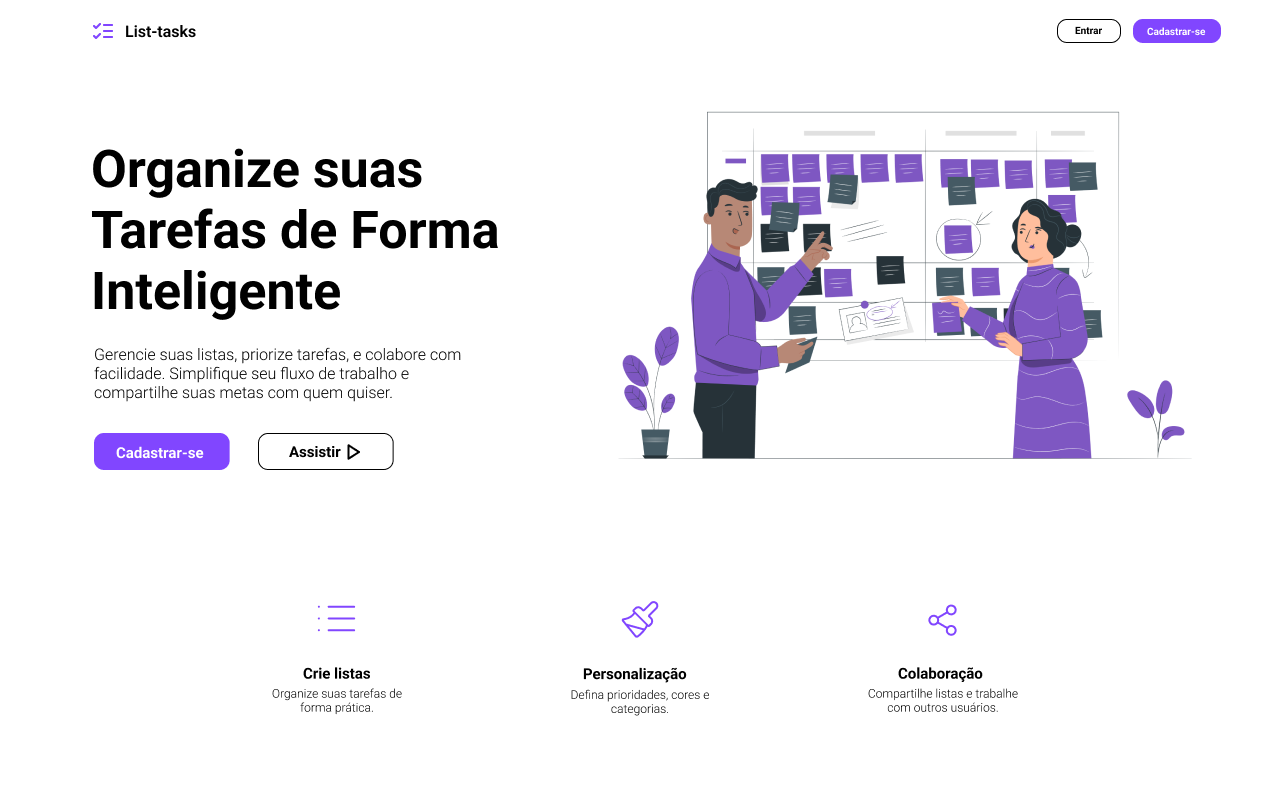 List-tasks
Entrar
Cadastrar-se
Organize suas
Tarefas de Forma
Inteligente
Gerencie suas listas, priorize tarefas, e colabore com
facilidade. Simplifique seu fluxo de trabalho e
compartilhe suas metas com quem quiser.
Cadastrar-se
Assistir
Crie listas
Organize suas tarefas de
forma prática.
Personalização
Defina prioridades, cores e
categorias.
Colaboração
Compartilhe listas e trabalhe
com outros usuários.